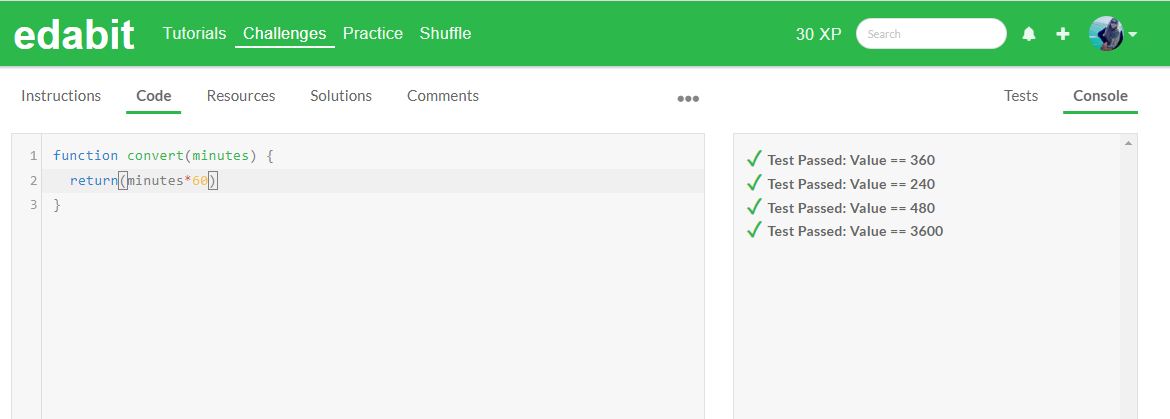 edabit Tutorials Challenges Practice Shuffle 30 XP Search
Instructions Code Resources Solutions Comments ••• Tests Console
1 function convert(minutes) {
2 return(minutes*60)
3 }
Test Passed: Value == 360
Test Passed: Value == 240
Test Passed: Value == 480
Test Passed: Value == 3600